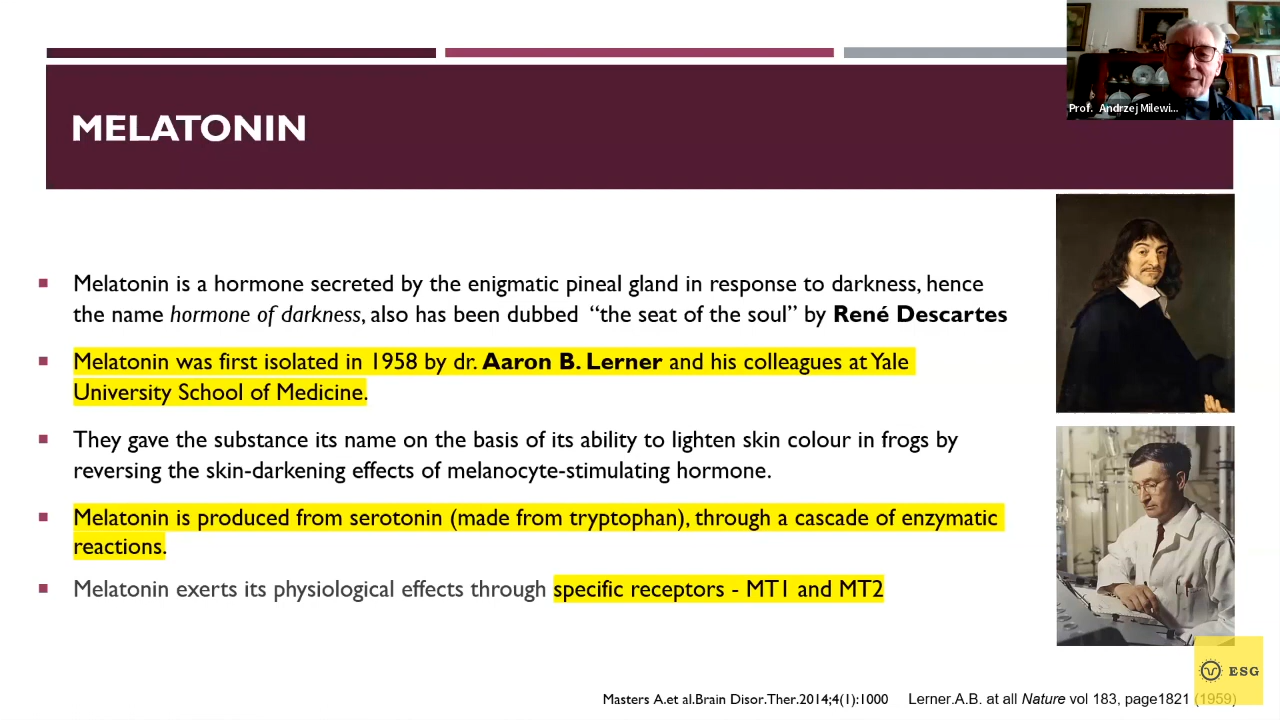 Prof. Andrzej Milewi...
MELATONIN
Melatonin is a hormone secreted by the enigmatic pineal gland in response to darkness, hence
the name hormone of darkness, also has been dubbed “the seat of the soul” by René Descartes
Melatonin was first isolated in 1958 by dr. Aaron B. Lerner and his colleagues at Yale
University School of Medicine.
They gave the substance its name on the basis of its ability to lighten skin colour in frogs by
reversing the skin-darkening effects of melanocyte-stimulating hormone.
Melatonin is produced from serotonin (made from tryptophan), through a cascade of enzymatic
reactions.
Melatonin exerts its physiological effects through specific receptors - MT1 and MT2
ESG
Masters A.et al.Brain Disor.Ther.2014;4(1):1000 Lerner.A.B. at all Nature vol 183, page1821 (1959)